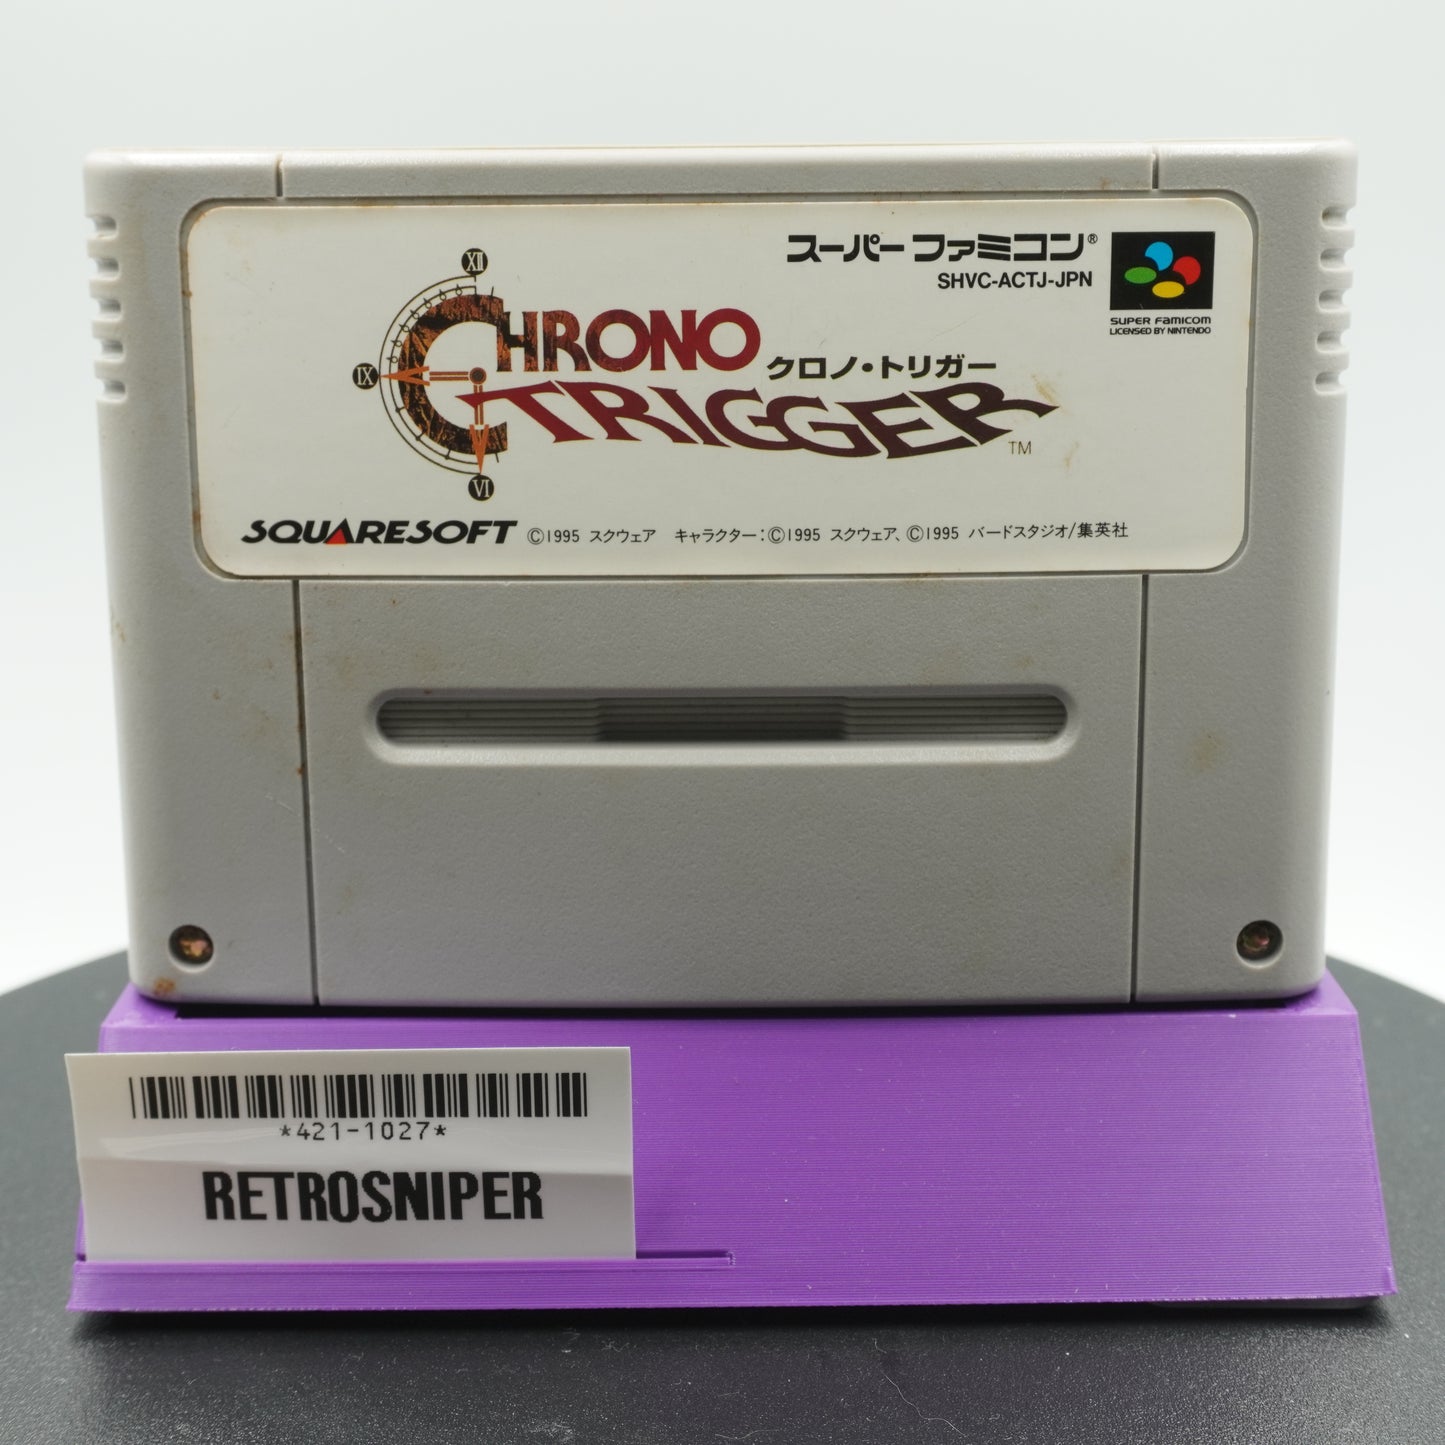 スーパーファミコン®
SHVC-ACTJ-JPN
SUPER FAMICOM
LICENSED BY NINTENDO
XII
IX
VI
CHRONO
クロノ・トリガー
TRIGGER
TM
SQUARESOFT ©1995 スクウェア キャラクター:©1995 スクウェア、©1995 バードスタジオ/集英社
*421-1027*
RETROSNIPER